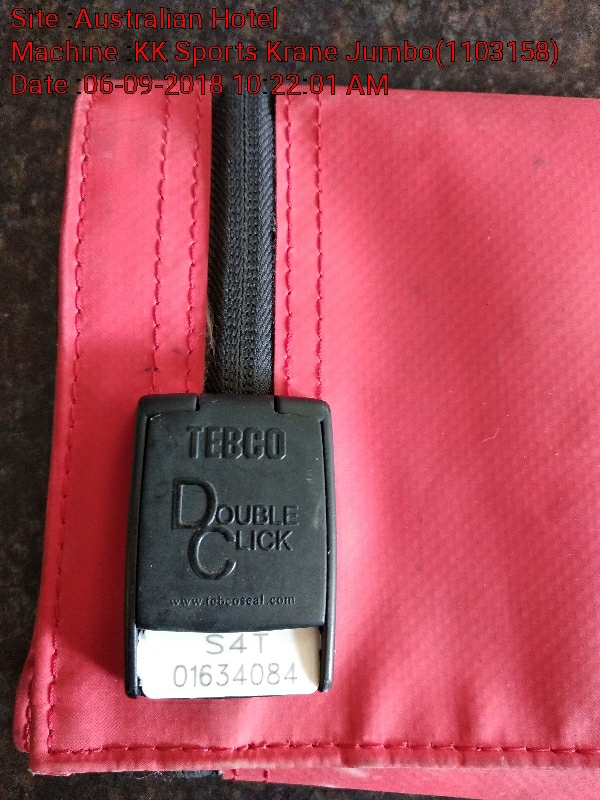 Site :Australian Hotel
Machine :KK Sports Krane Jumbo(1103158)
Date :06-09-2018 10:22:01 AM
TEBCO
DOUBLE
CLICK
www.tebcoseal.com
S4T
01634084